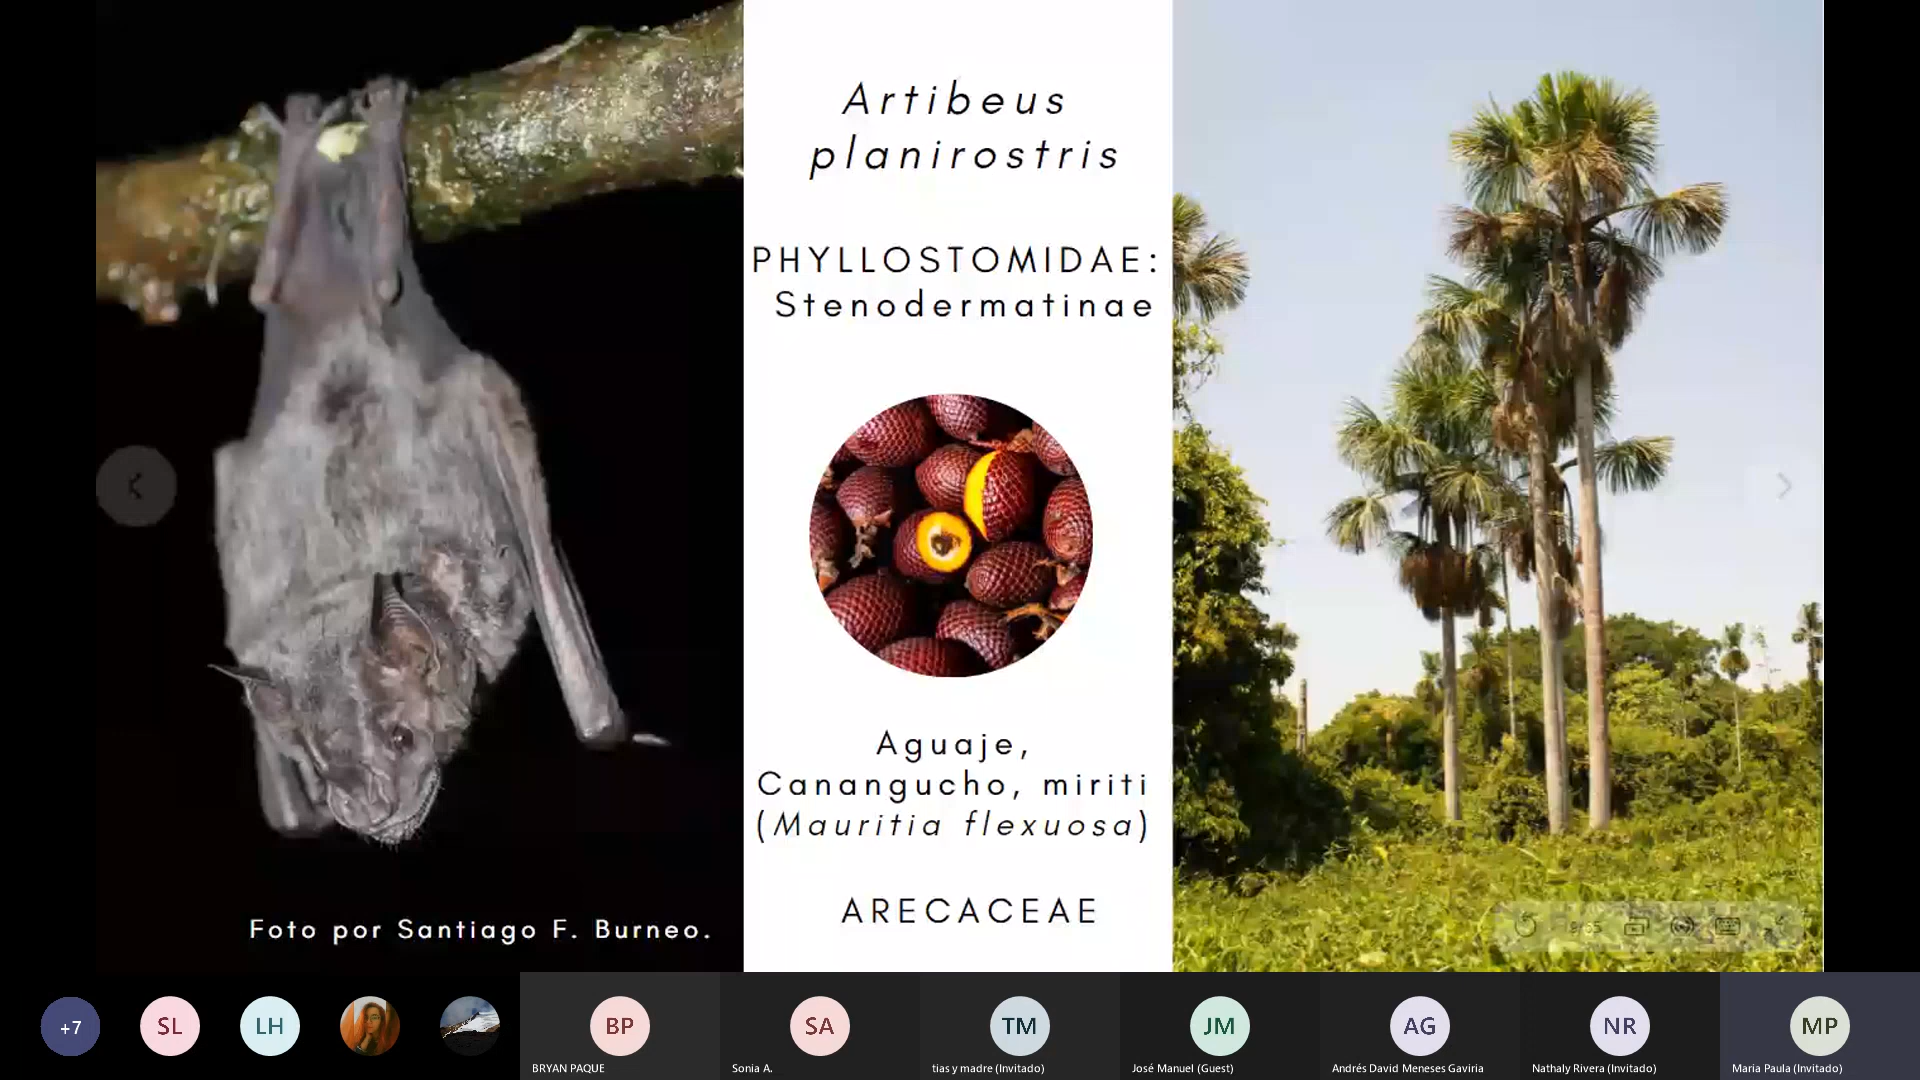 Artibeus
planirostris
PHYLLOSTOMIDAE:
Stenodermatinae
Aguaje,
Canangucho, miriti
(Mauritia flexuosa)
ARECACEAE
Foto por Santiago F. Burneo.
+7
SL
LH
BP
BRYAN PAQUE
SA
Sonia A.
TM
tias y madre (Invitado)
JM
José Manuel (Guest)
AG
Andrés David Meneses Gaviria
NR
Nathaly Rivera (Invitado)
MP
Maria Paula (Invitado)